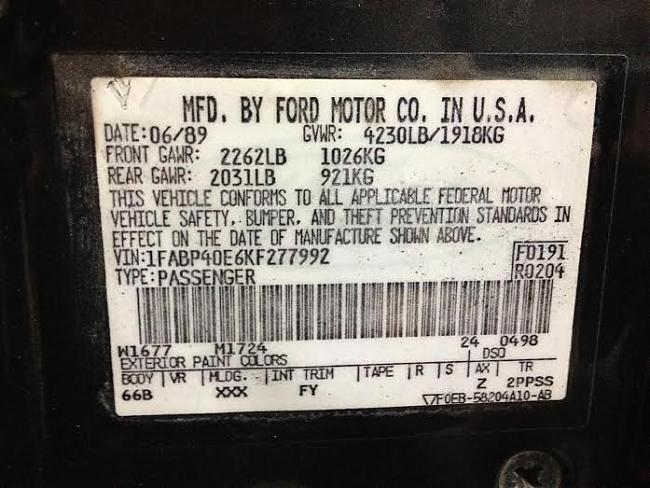 MFD. BY FORD MOTOR CO. IN U.S.A.
DATE:06/89 GVWR: 4230LB/1918KG
FRONT GAWR: 2262LB 1026KG
REAR GAWR: 2031LB 921KG
THIS VEHICLE CONFORMS TO ALL APPLICABLE FEDERAL MOTOR
VEHICLE SAFETY, BUMPER, AND THEFT PREVENTION STANDARDS IN
EFFECT ON THE DATE OF MANUFACTURE SHOWN ABOVE.
VIN:1FABP40E6KF277992 F0191
TYPE:PASSENGER R0204
W1677 M1724 24 0498
EXTERIOR PAINT COLORS DSO
BODY VR MLDG. INT TRIM TAPE R S AX TR
66B XXX FY Z 2PPSS
F0EB-58204A10-AB